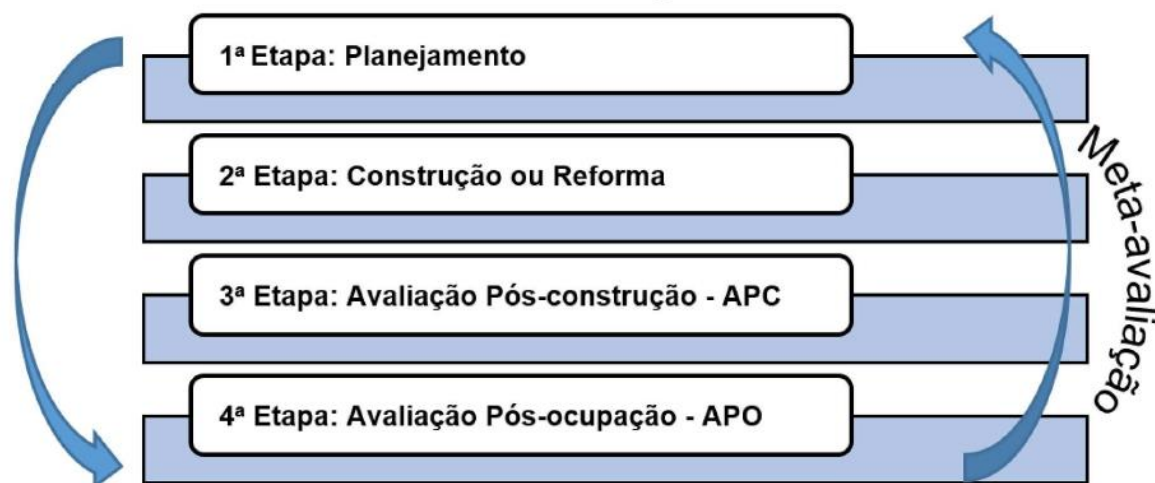 1ª Etapa: Planejamento
2ª Etapa: Construção ou Reforma
3ª Etapa: Avaliação Pós-construção - APC
4ª Etapa: Avaliação Pós-ocupação - APO
Meta-avaliação